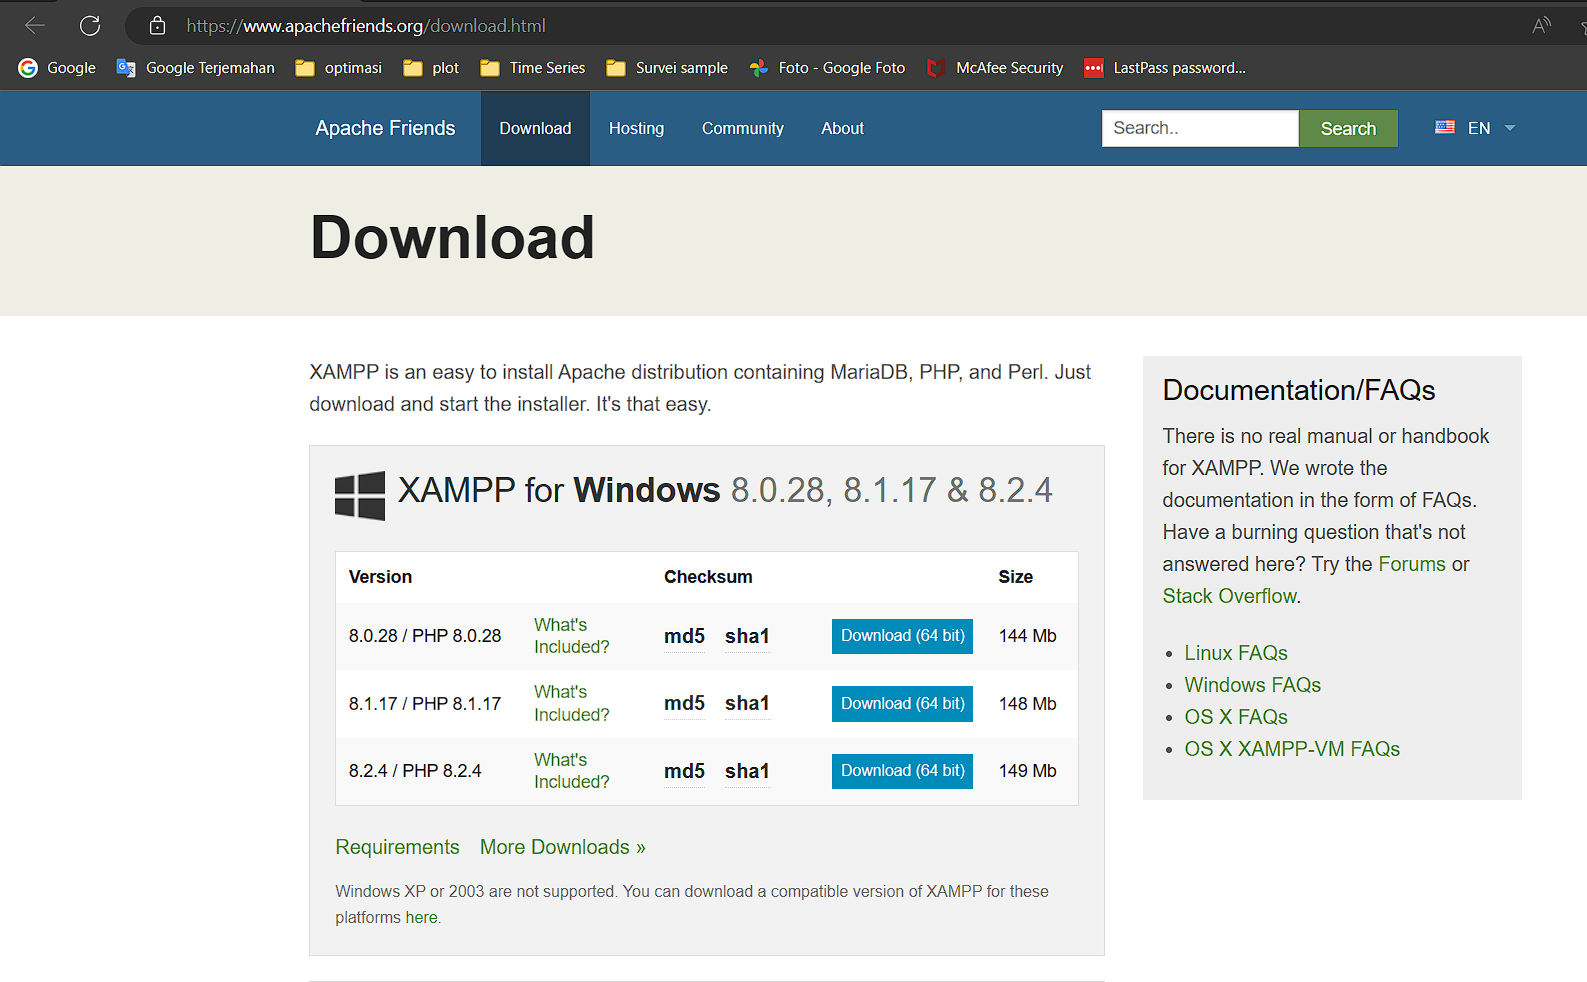 https://www.apachefriends.org/download.html
Google Google Terjemahan optimasi plot Time Series Survei sample Foto - Google Foto McAfee Security LastPass password...
Apache Friends Download Hosting Community About Search.. Search EN
Download
XAMPP is an easy to install Apache distribution containing MariaDB, PHP, and Perl. Just
download and start the installer. It's that easy.
XAMPP for Windows 8.0.28, 8.1.17 & 8.2.4
Version Checksum Size
8.0.28 / PHP 8.0.28 What's Included? md5 sha1 Download (64 bit) 144 Mb
8.1.17 / PHP 8.1.17 What's Included? md5 sha1 Download (64 bit) 148 Mb
8.2.4 / PHP 8.2.4 What's Included? md5 sha1 Download (64 bit) 149 Mb
Requirements More Downloads »
Windows XP or 2003 are not supported. You can download a compatible version of XAMPP for these
platforms here.
Documentation/FAQs
There is no real manual or handbook
for XAMPP. We wrote the
documentation in the form of FAQs.
Have a burning question that's not
answered here? Try the Forums or
Stack Overflow.
• Linux FAQs
• Windows FAQs
• OS X FAQs
• OS X XAMPP-VM FAQs